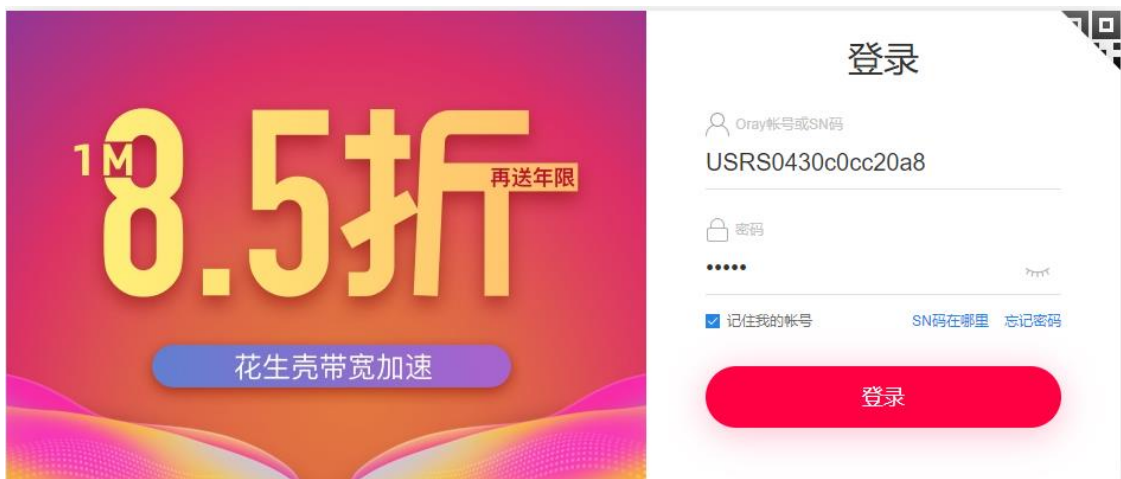 1M
8.5折
再送年限
花生壳带宽加速
登录
Oray帐号或SN码
USRS0430c0cc20a8
密码
•••••
记住我的帐号 SN码在哪里 忘记密码
登录